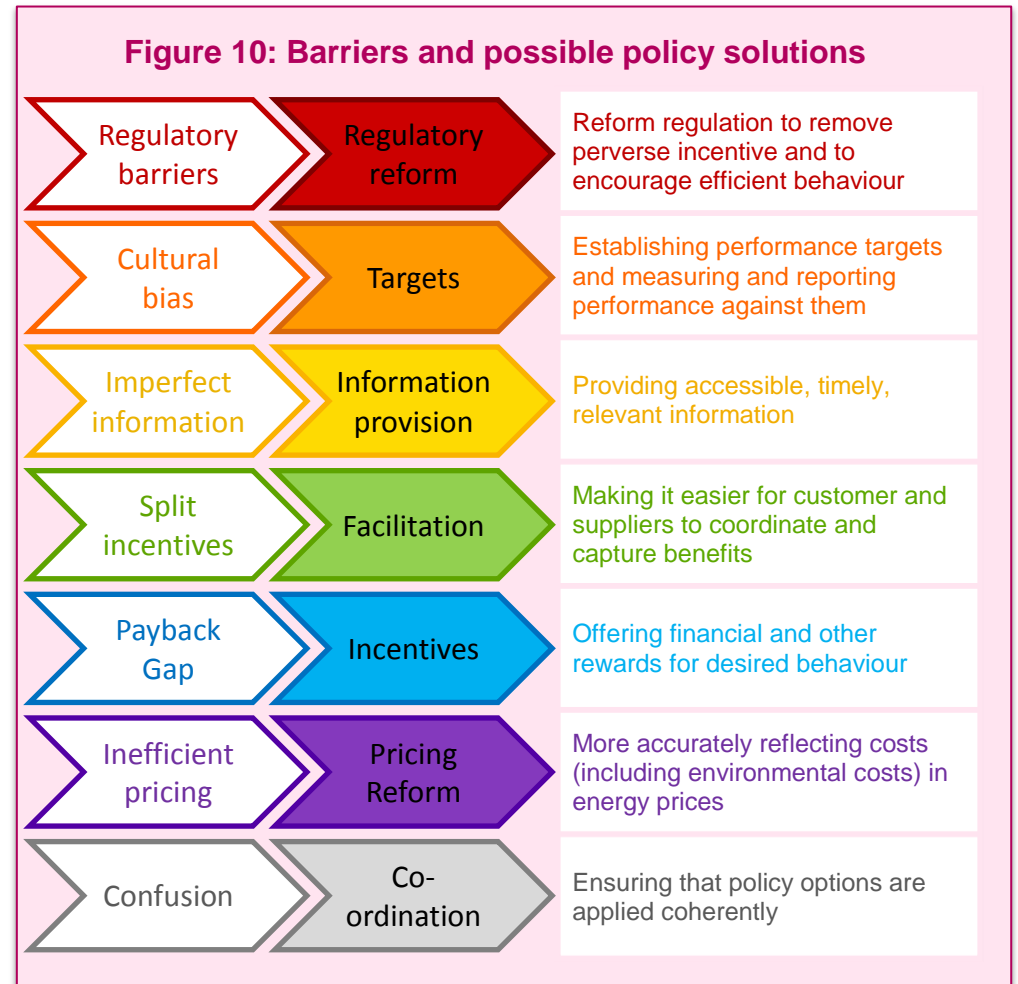 Figure 10: Barriers and possible policy solutions
Regulatory
barriers
Regulatory
reform
Reform regulation to remove
perverse incentive and to
encourage efficient behaviour
Cultural
bias
Targets
Establishing performance targets
and measuring and reporting
performance against them
Imperfect
information
Information
provision
Providing accessible, timely,
relevant information
Split
incentives
Facilitation
Making it easier for customer and
suppliers to coordinate and
capture benefits
Payback
Gap
Incentives
Offering financial and other
rewards for desired behaviour
Inefficient
pricing
Pricing
Reform
More accurately reflecting costs
(including environmental costs) in
energy prices
Confusion
Co-
ordination
Ensuring that policy options are
applied coherently